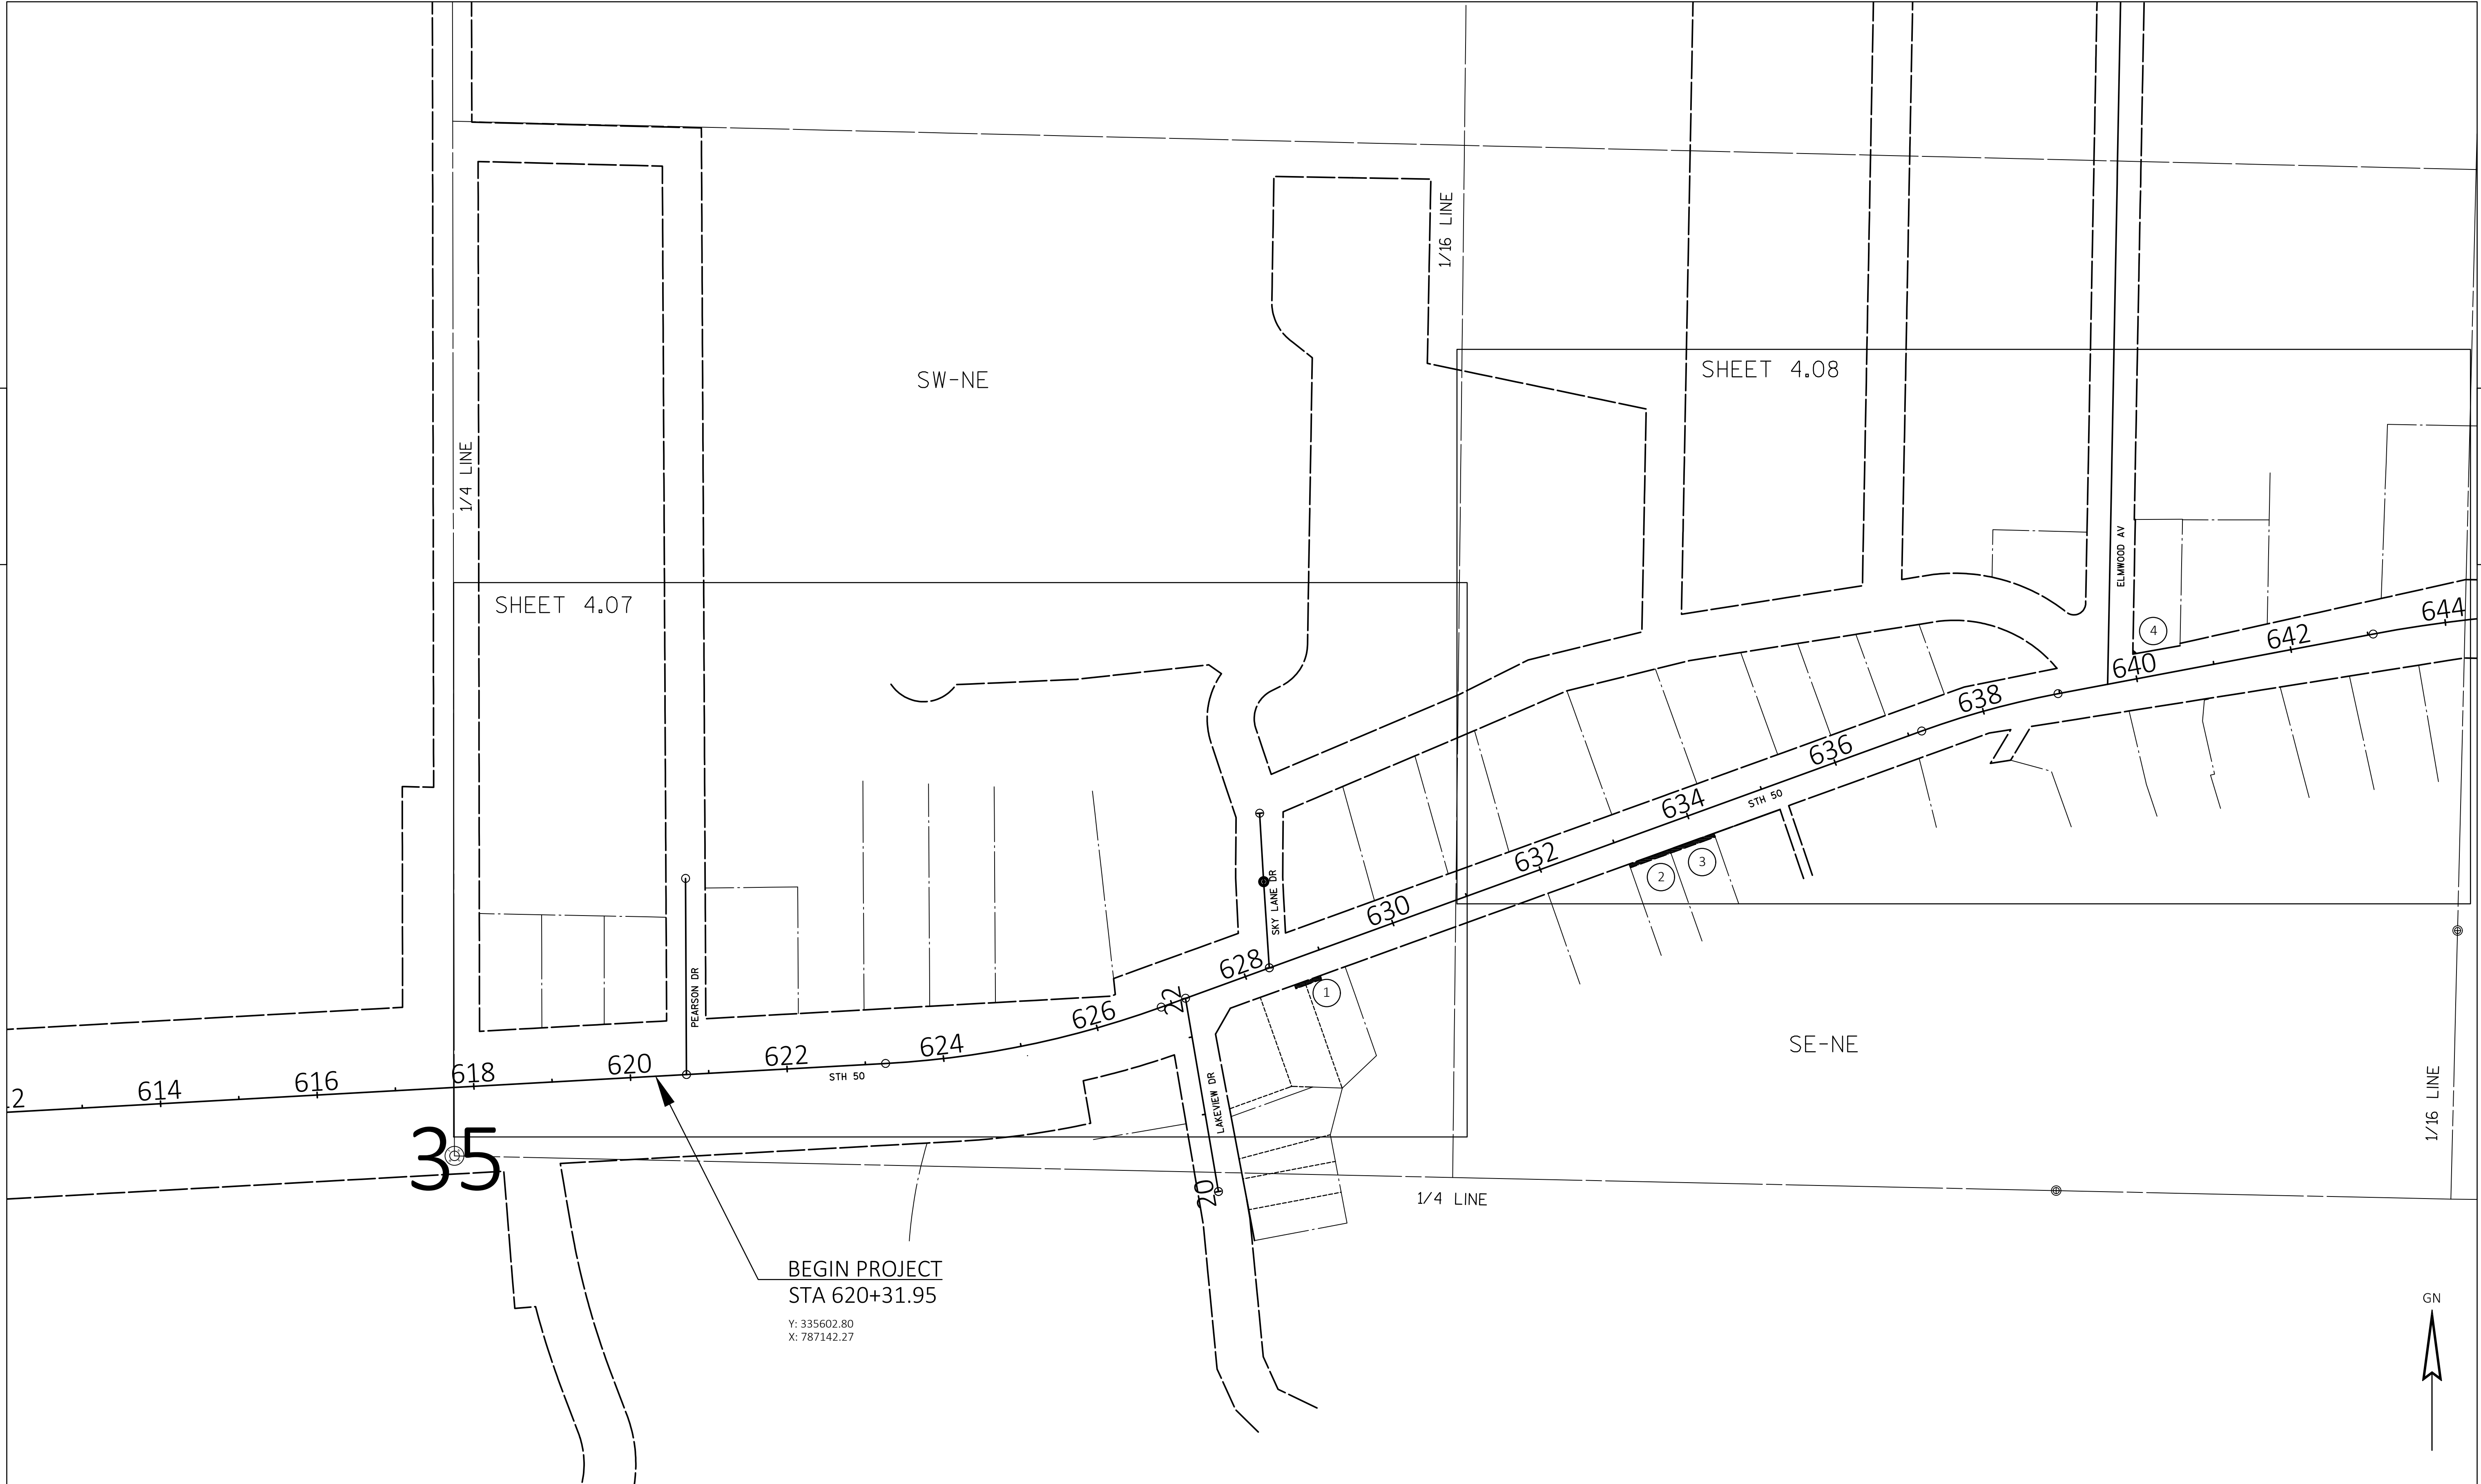 1/16 LINE
SW-NE
SHEET 4.08
1/4 LINE
ELMWOOD AV
SHEET 4.07
644
642
4
640
638
636
634
STH 50
632
3
2
630
SKY LANE DR
628
1
22
PEARSON DR
626
624
622
STH 50
620
618
616
614
.2
LAKEVIEW DR
SE-NE
1/16 LINE
35
20
1/4 LINE
BEGIN PROJECT
STA 620+31.95
Y: 335602.80
X: 787142.27
GN